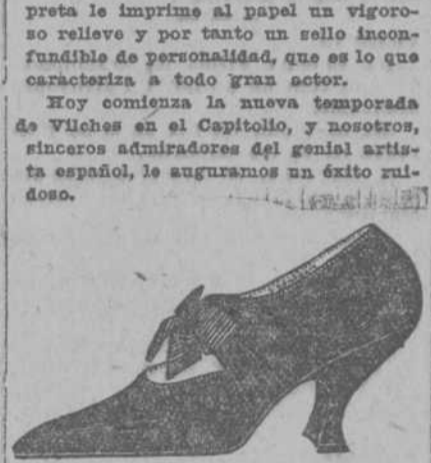 preta le imprime al papel un vigoro-
so relieve y por tanto un sello incon-
fundible de personalidad, que es lo que
caracteriza a todo gran actor.
Hoy comienza la nueva temporada
de Vilches en el Capitolio, y nosotros,
sinceros admiradores del genial artis-
ta español, le auguramos un éxito rui-
doso.